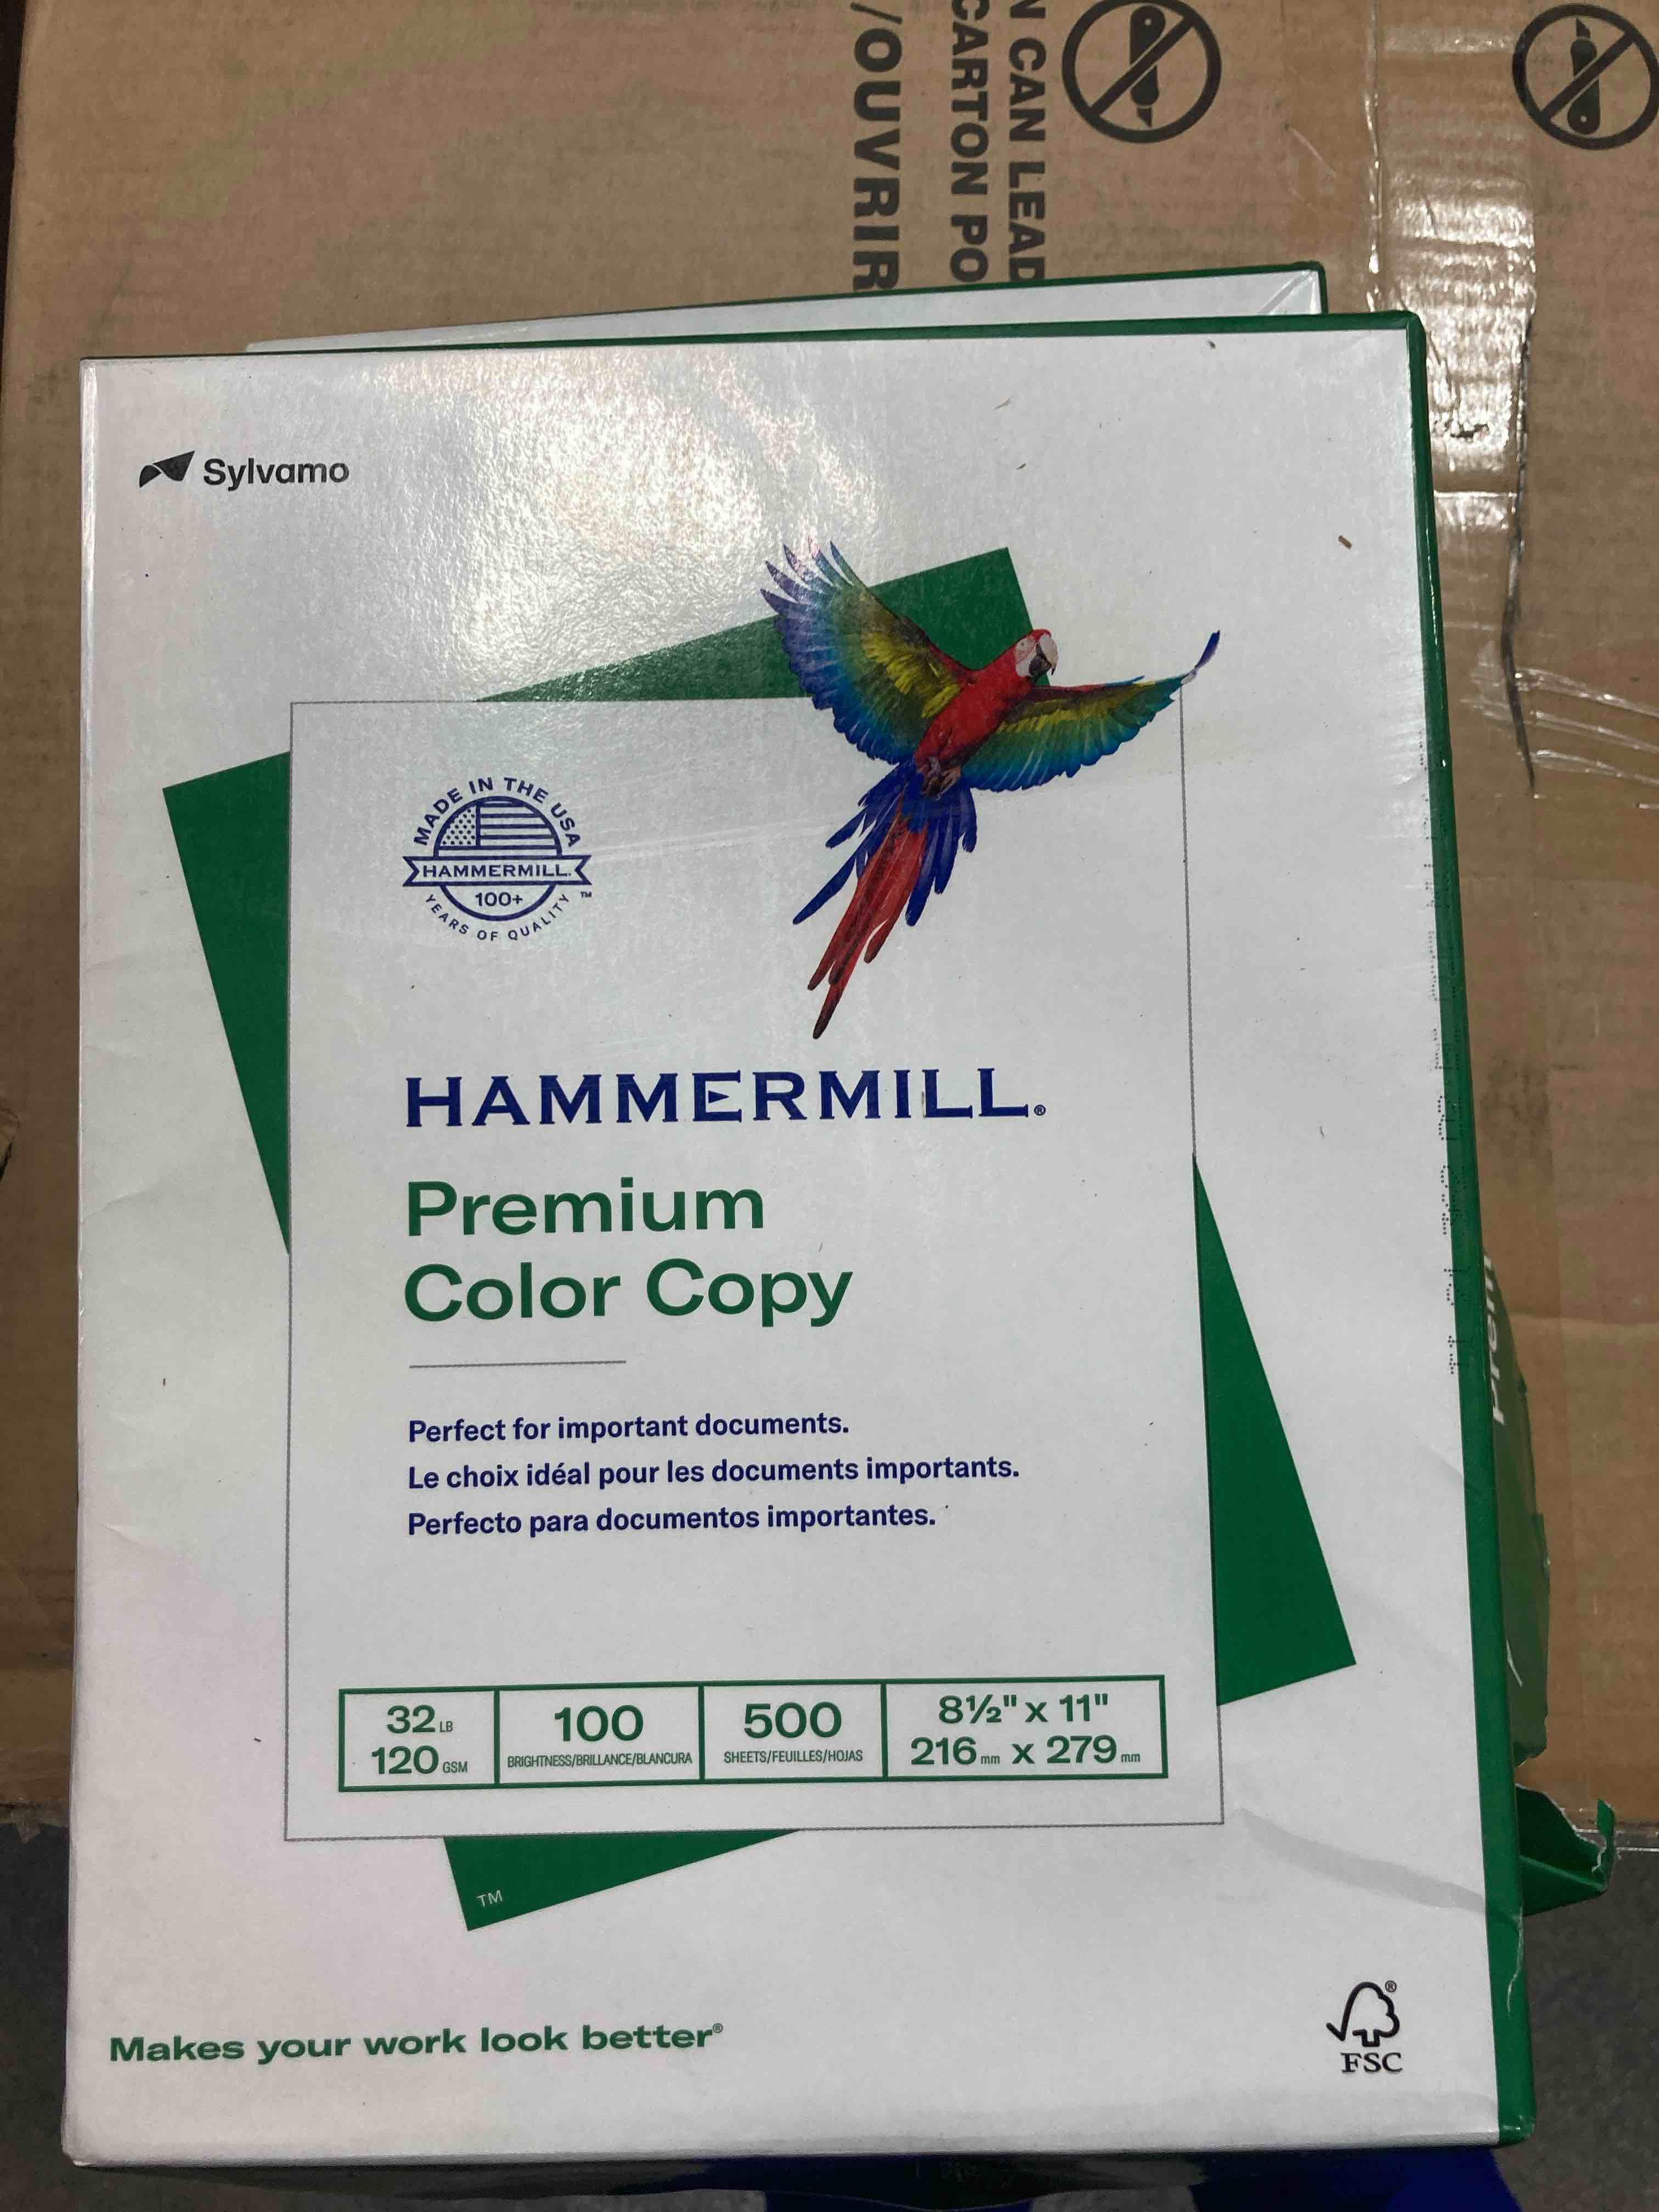 /OUVRIR
CARTON PO
N CAN LEAD
Sylvamo
MADE IN THE USA
HAMMERMILL.
100+
YEARS OF QUALITY
TM
HAMMERMILL®
Premium
Color Copy
Perfect for important documents.
Le choix idéal pour les documents importants.
Perfecto para documentos importantes.
32 LB
120 GSM
100
BRIGHTNESS/BRILLANCE/BLANCURA
500
SHEETS/FEUILLES/HOJAS
8½" x 11"
216 mm x 279 mm
TM
Makes your work look better®
®
FSC